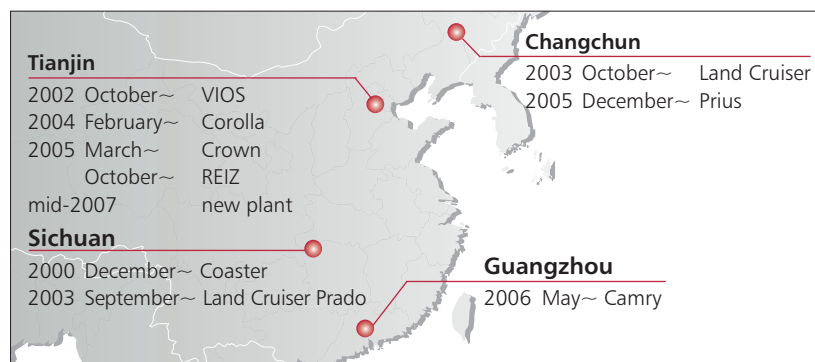 Tianjin
2002 October~ VIOS
2004 February~ Corolla
2005 March~ Crown
October~ REIZ
mid-2007 new plant
Sichuan
2000 December~ Coaster
2003 September~ Land Cruiser Prado
Changchun
2003 October~ Land Cruiser
2005 December~ Prius
Guangzhou
2006 May~ Camry